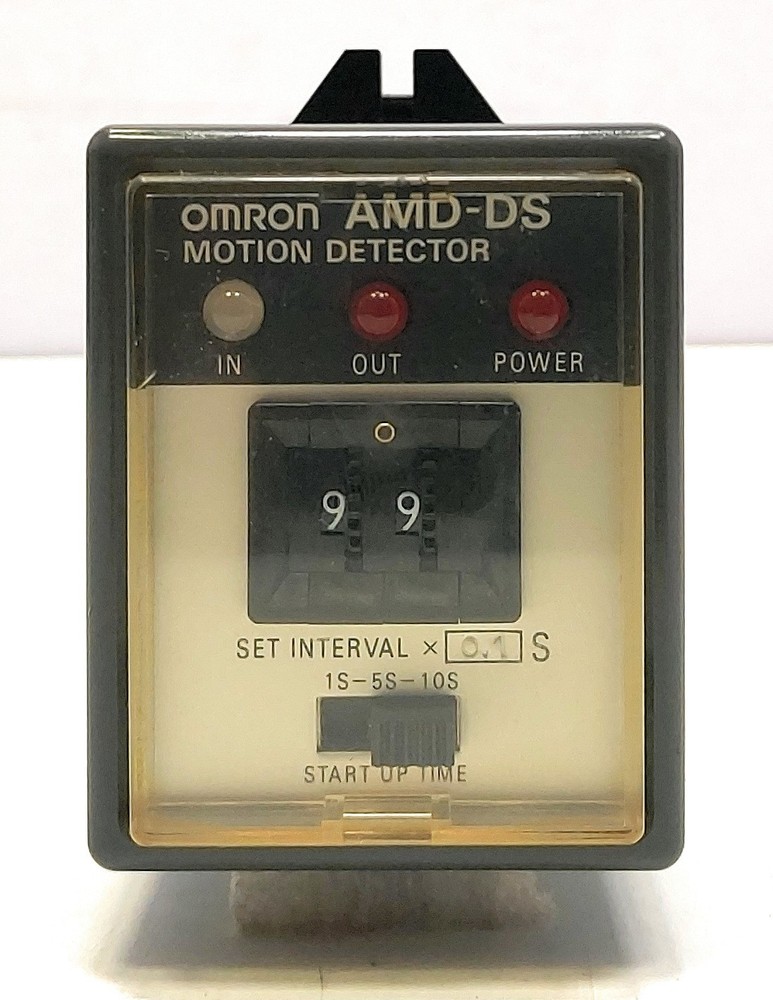 omron AMD-DS
MOTION DETECTOR
IN OUT POWER
9 9
SET INTERVAL × 0.1 S
1S-5S-10S
START UP TIME